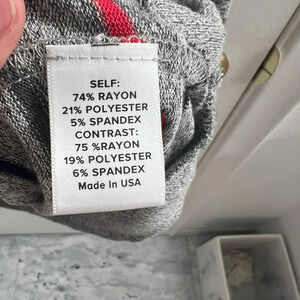 SELF:
74% RAYON
21% POLYESTER
5% SPANDEX
CONTRAST:
75 %RAYON
19% POLYESTER
6% SPANDEX
Made In USA